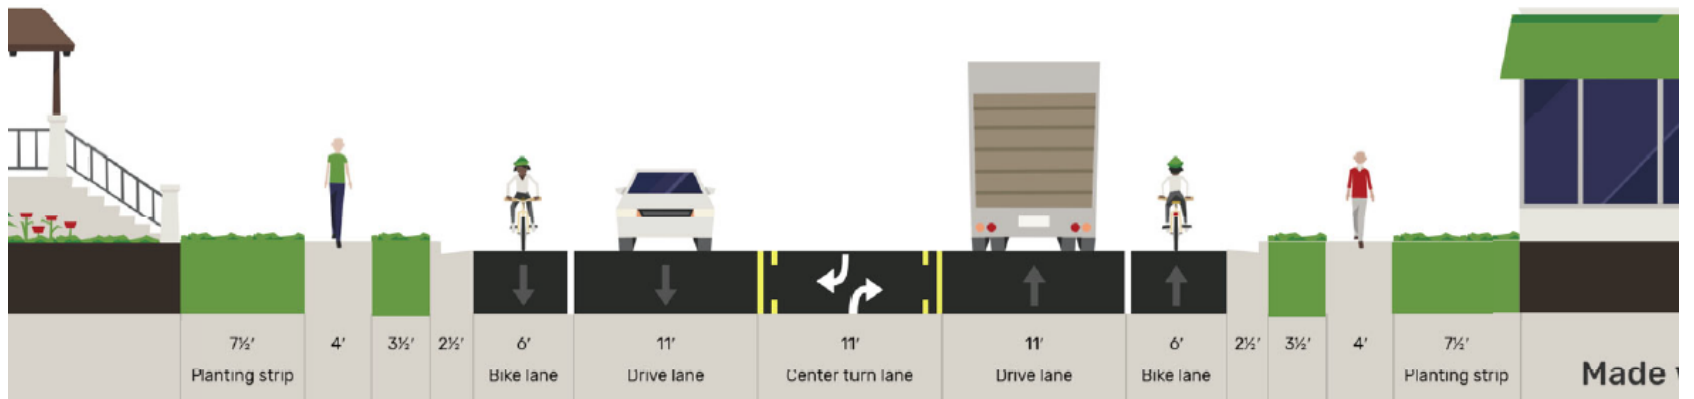 7½' 4' 3½' 2½' 6' 11' 11' 11' 6' 2½' 3½' 4' 7½'
Planting strip Bike lane Drive lane Center turn lane Drive lane Bike lane Planting strip
Made